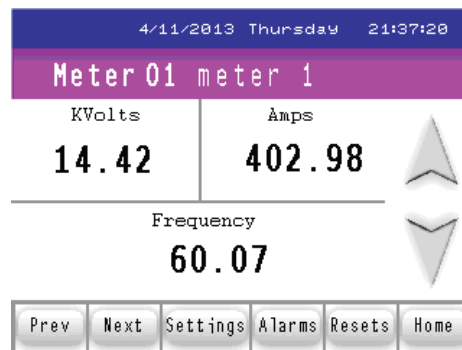 4/11/2013 Thursday 21:37:20
Meter 01 meter 1
KVolts Amps
14.42 402.98
Frequency
60.07
Prev Next Settings Alarms Resets Home